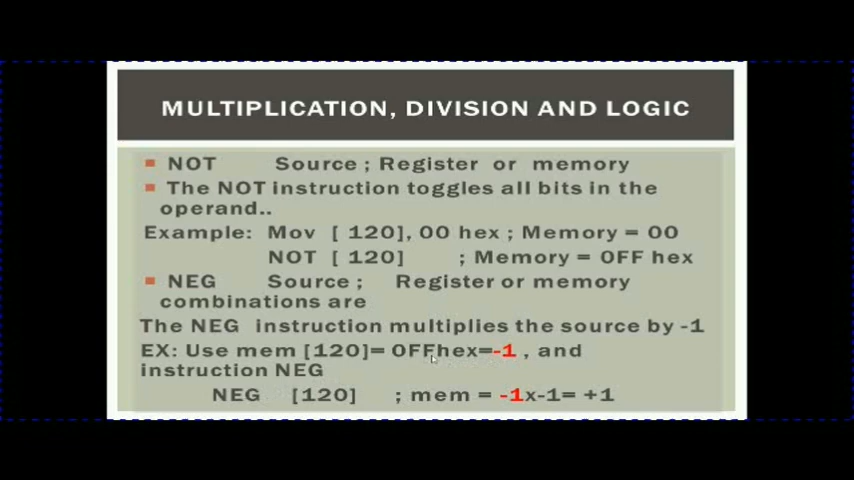 MULTIPLICATION, DIVISION AND LOGIC
NOT Source ; Register or memory
The NOT instruction toggles all bits in the
operand..
Example: Mov [ 120], 00 hex ; Memory = 00
NOT [ 120] ; Memory = 0FF hex
NEG Source ; Register or memory
combinations are
The NEG instruction multiplies the source by -1
EX: Use mem [120]= 0FFhex=-1 , and
instruction NEG
NEG [120] ; mem = -1x-1= +1